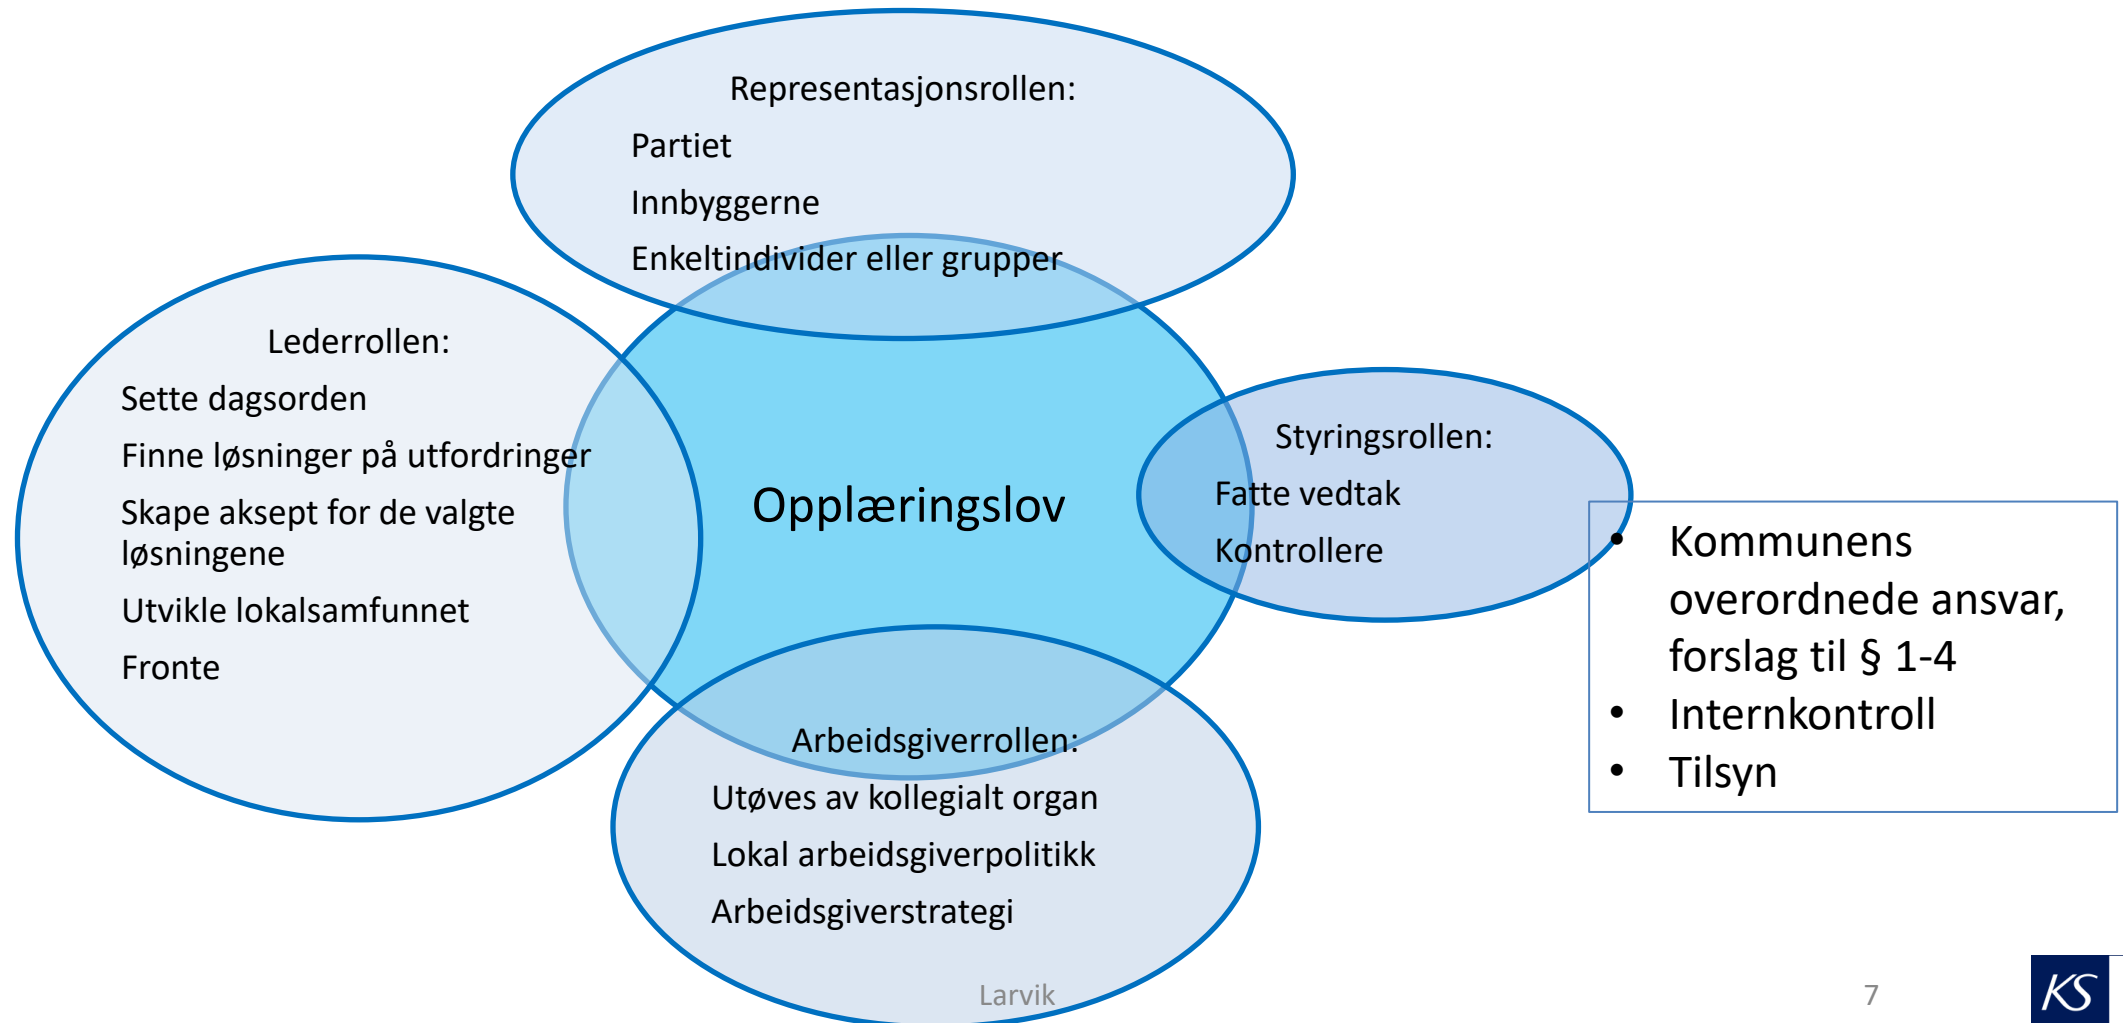 Representasjonsrollen:
Partiet
Innbyggerne
Enkeltindivider eller grupper
Lederrollen:
Sette dagsorden
Finne løsninger på utfordringer
Skape aksept for de valgte
løsningene
Utvikle lokalsamfunnet
Fronte
Opplæringslov
Styringsrollen:
Fatte vedtak
Kontrollere
• Kommunens
overordnede ansvar,
forslag til § 1-4
• Internkontroll
• Tilsyn
Arbeidsgiverrollen:
Utøves av kollegialt organ
Lokal arbeidsgiverpolitikk
Arbeidsgiverstrategi
Larvik
7
KS